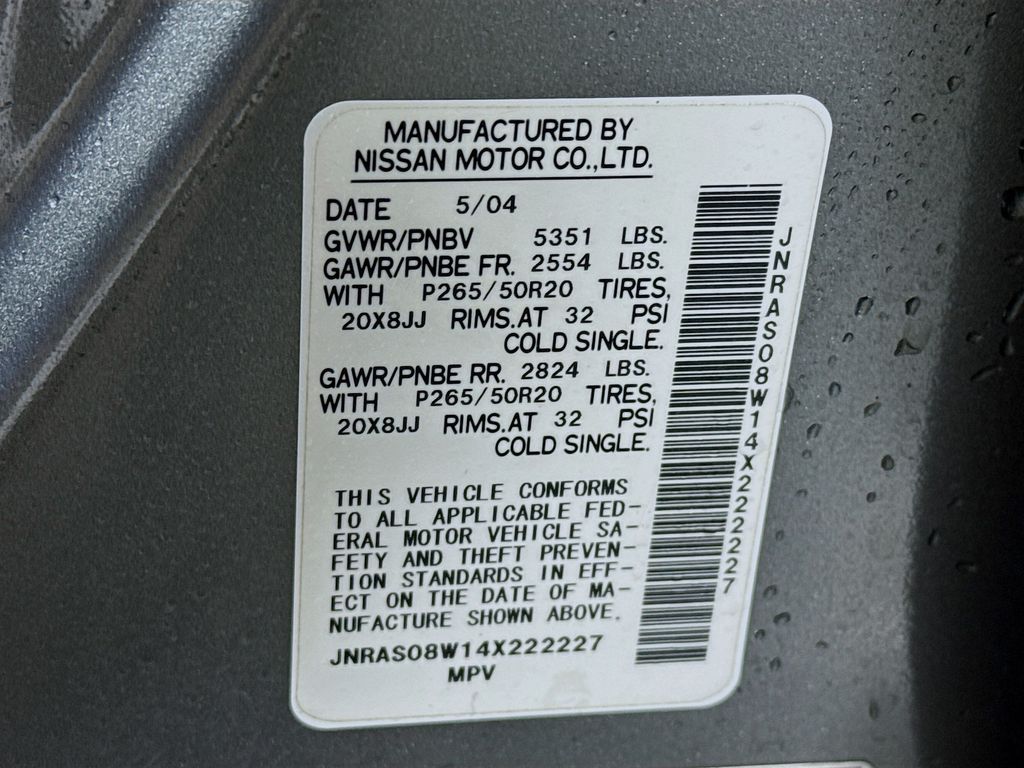 MANUFACTURED BY
NISSAN MOTOR CO.,LTD.
DATE 5/04
GVWR/PNBV 5351 LBS.
GAWR/PNBE FR. 2554 LBS.
WITH P265/50R20 TIRES,
20X8JJ RIMS.AT 32 PSI
COLD SINGLE.
GAWR/PNBE RR. 2824 LBS.
WITH P265/50R20 TIRES,
20X8JJ RIMS.AT 32 PSI
COLD SINGLE.
THIS VEHICLE CONFORMS
TO ALL APPLICABLE FED-
ERAL MOTOR VEHICLE SA-
FETY AND THEFT PREVEN-
TION STANDARDS IN EFF-
ECT ON THE DATE OF MA-
NUFACTURE SHOWN ABOVE.
JNRAS08W14X222227
MPV
JNRAS08W14X222227